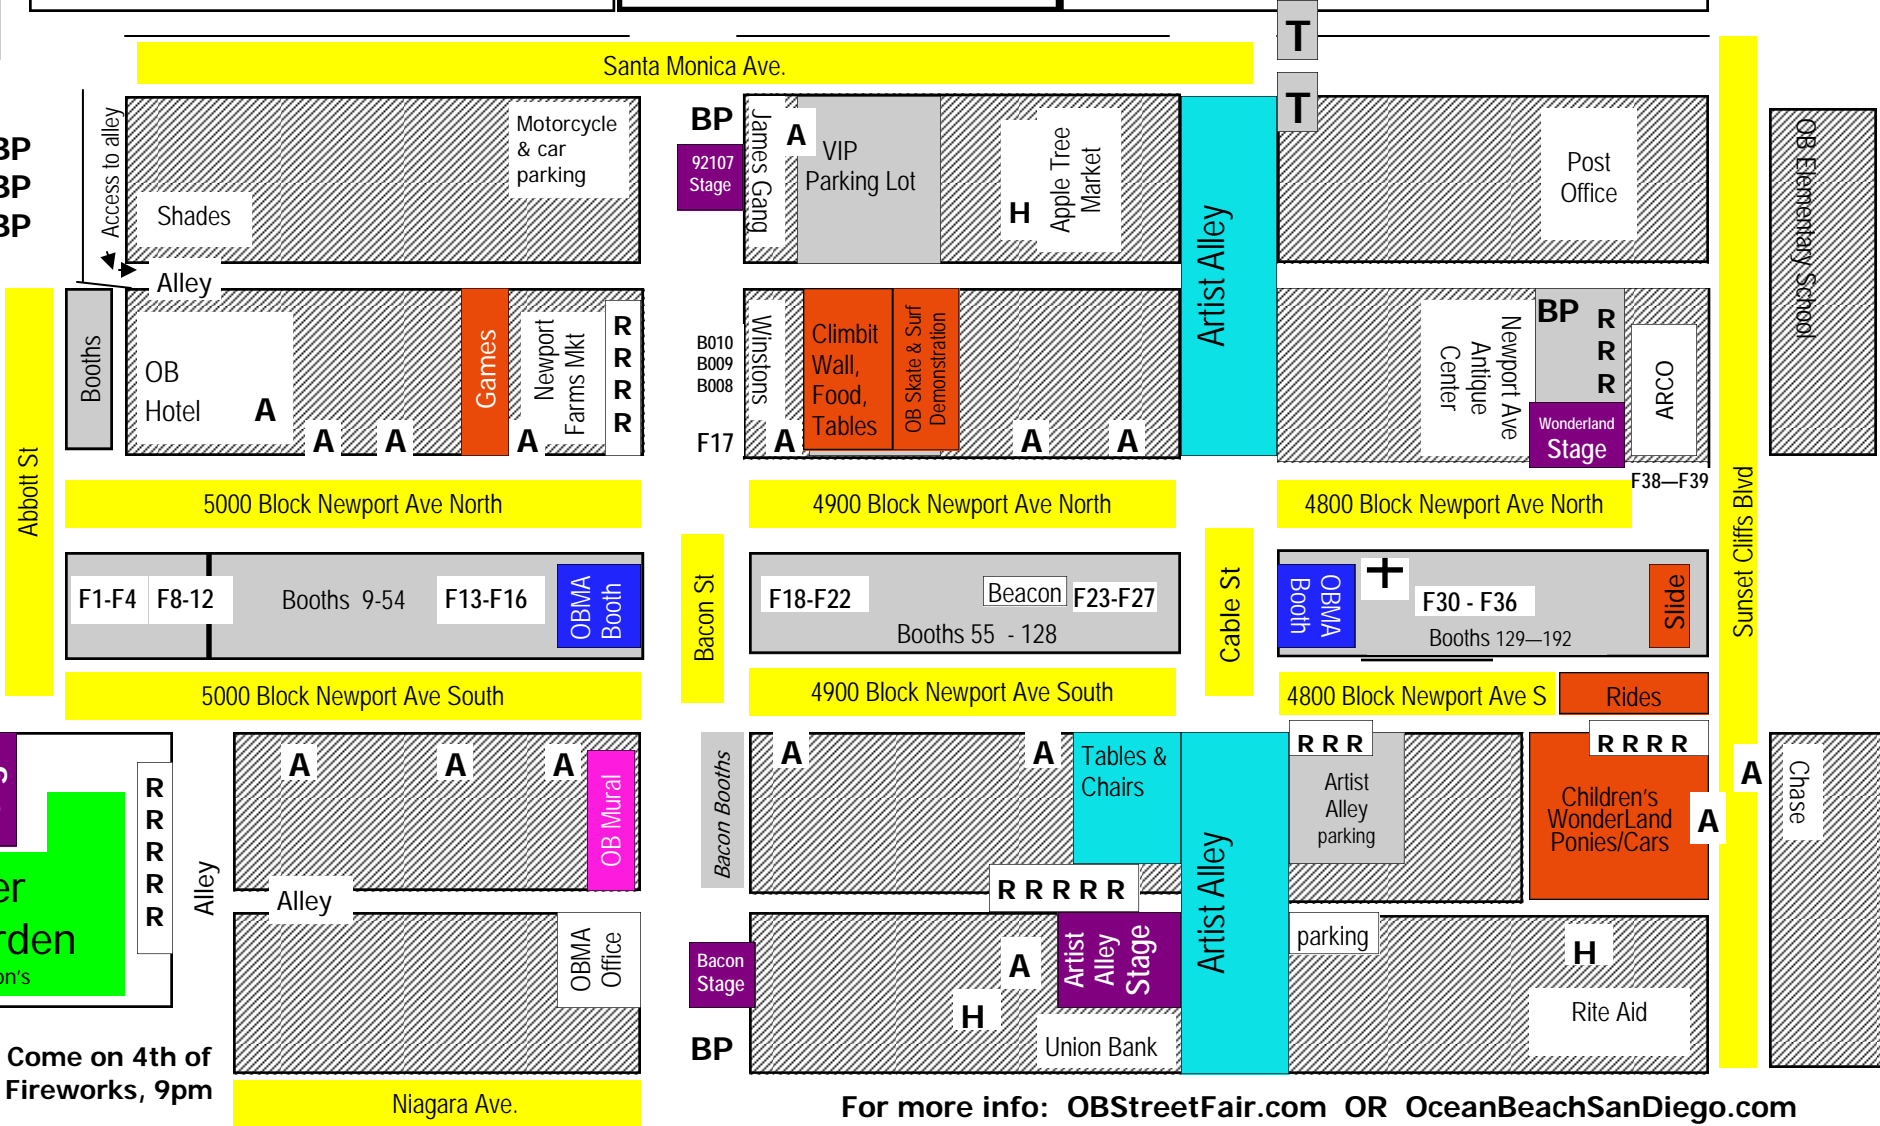 T
Santa Monica Ave.
T
BP
BP
BP
Access to alley
Shades
Motorcycle
& car
parking
BP
92107
Stage
James Gang
A
VIP
Parking Lot
H
Apple Tree
Market
Artist Alley
Post
Office
OB Elementary School
Alley
Abbott St
Booths
OB
Hotel
A
A
A
Games
A
Newport
Farms Mkt
R
R
R
R
B010
B009
B008
F17
Winstons
A
Climbit
Wall,
Food,
Tables
OB Skate & Surf
Demonstration
A
A
Newport Ave
Antique
Center
BP
R
R
R
Wonderland
Stage
ARCO
F38—F39
5000 Block Newport Ave North
4900 Block Newport Ave North
4800 Block Newport Ave North
Sunset Cliffs Blvd
F1-F4
F8-12
Booths 9-54
F13-F16
OBMA
Booth
Bacon St
F18-F22
Beacon
F23-F27
Booths 55 - 128
Cable St
OBMA
Booth
F30 - F36
Booths 129—192
Slide
5000 Block Newport Ave South
4900 Block Newport Ave South
4800 Block Newport Ave S
Rides
er
rden
on's
R
R
R
R
R
Alley
A
A
A
OB Mural
Alley
OBMA
Office
Bacon Booths
A
A
Tables &
Chairs
R R R R R
Artist Alley
R R R
Artist
Alley
parking
R R R R
Children's
WonderLand
Ponies/Cars
A
A
Chase
Bacon
Stage
BP
A
H
Artist
Alley
Stage
Union Bank
parking
H
Rite Aid
Come on 4th of
Fireworks, 9pm
Niagara Ave.
For more info: OBStreetFair.com OR OceanBeachSanDiego.com